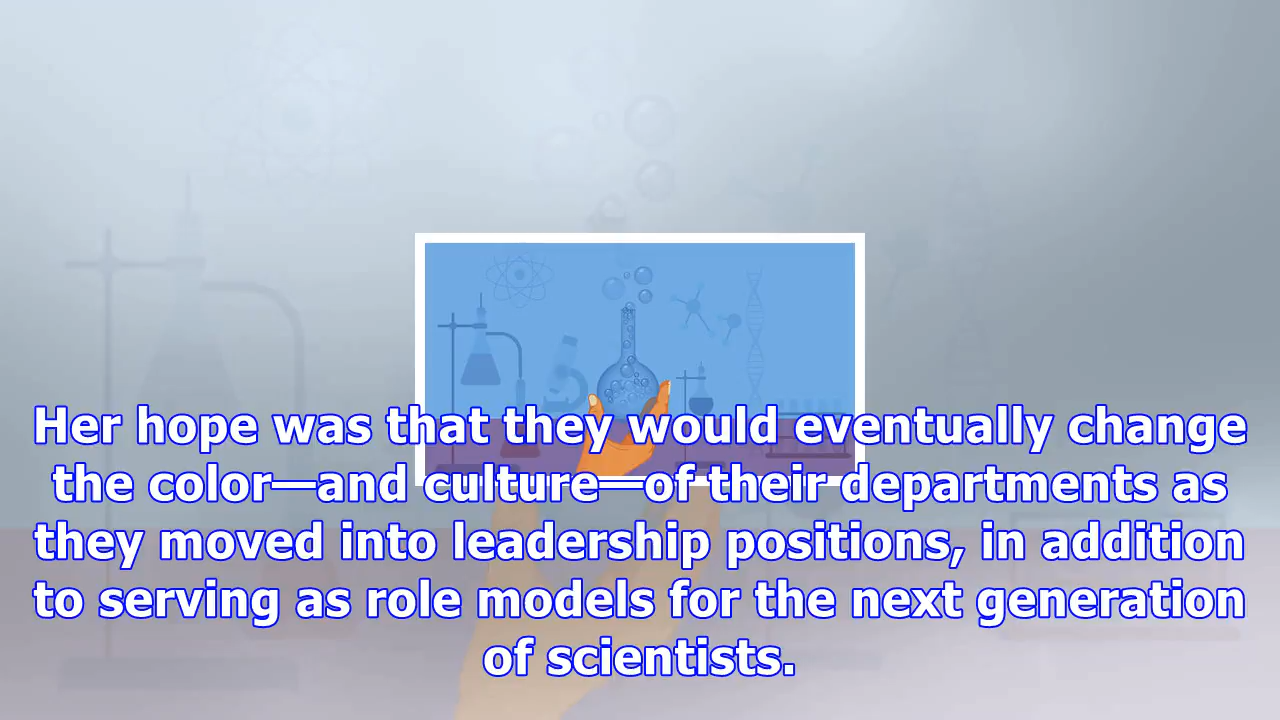 Her hope was that they would eventually change
the color—and culture—of their departments as
they moved into leadership positions, in addition
to serving as role models for the next generation
of scientists.